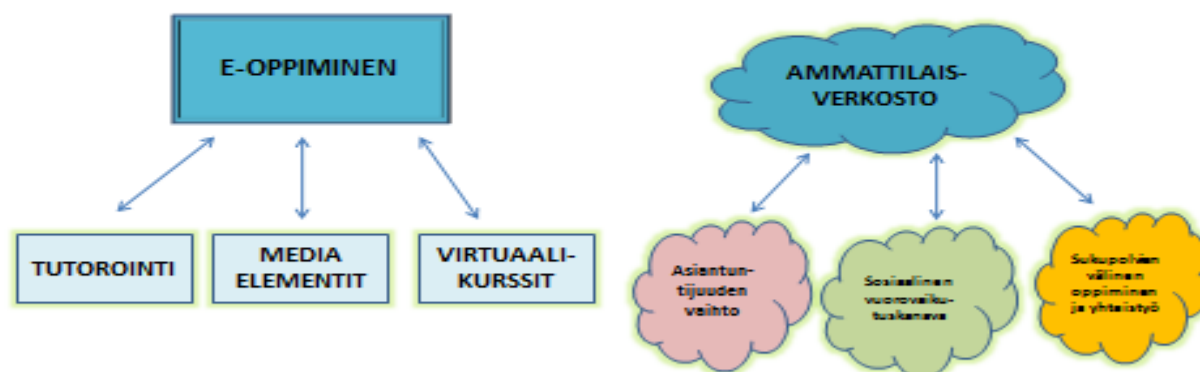 E-OPPIMINEN
TUTOROINTI
MEDIA
ELEMENTIT
VIRTUAALI-
KURSSIT
AMMATTILAIS-
VERKOSTO
Asiantun-
tijuuden
vaihto
Sosiaalinen
vuorovaiku-
tuskanava
Sukupolvien
välinen
oppiminen
ja yhteistyö